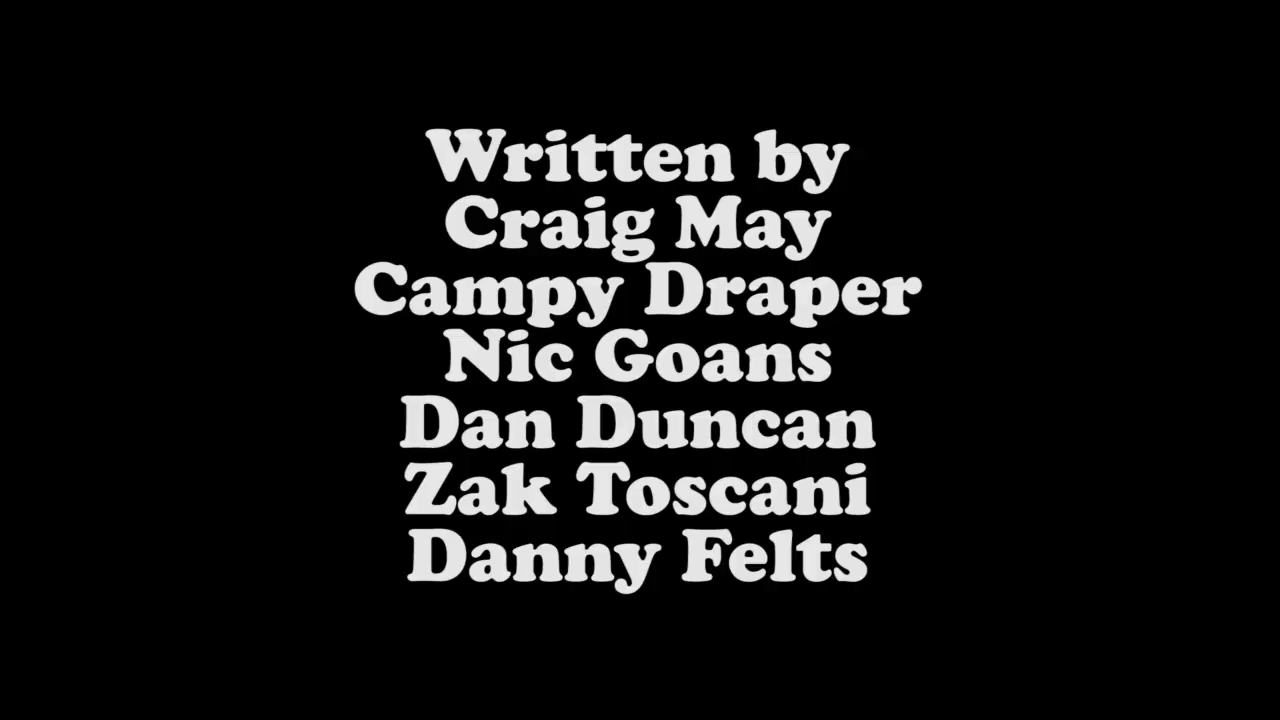 Written by
Craig May
Campy Draper
Nic Goans
Dan Duncan
Zak Toscani
Danny Felts